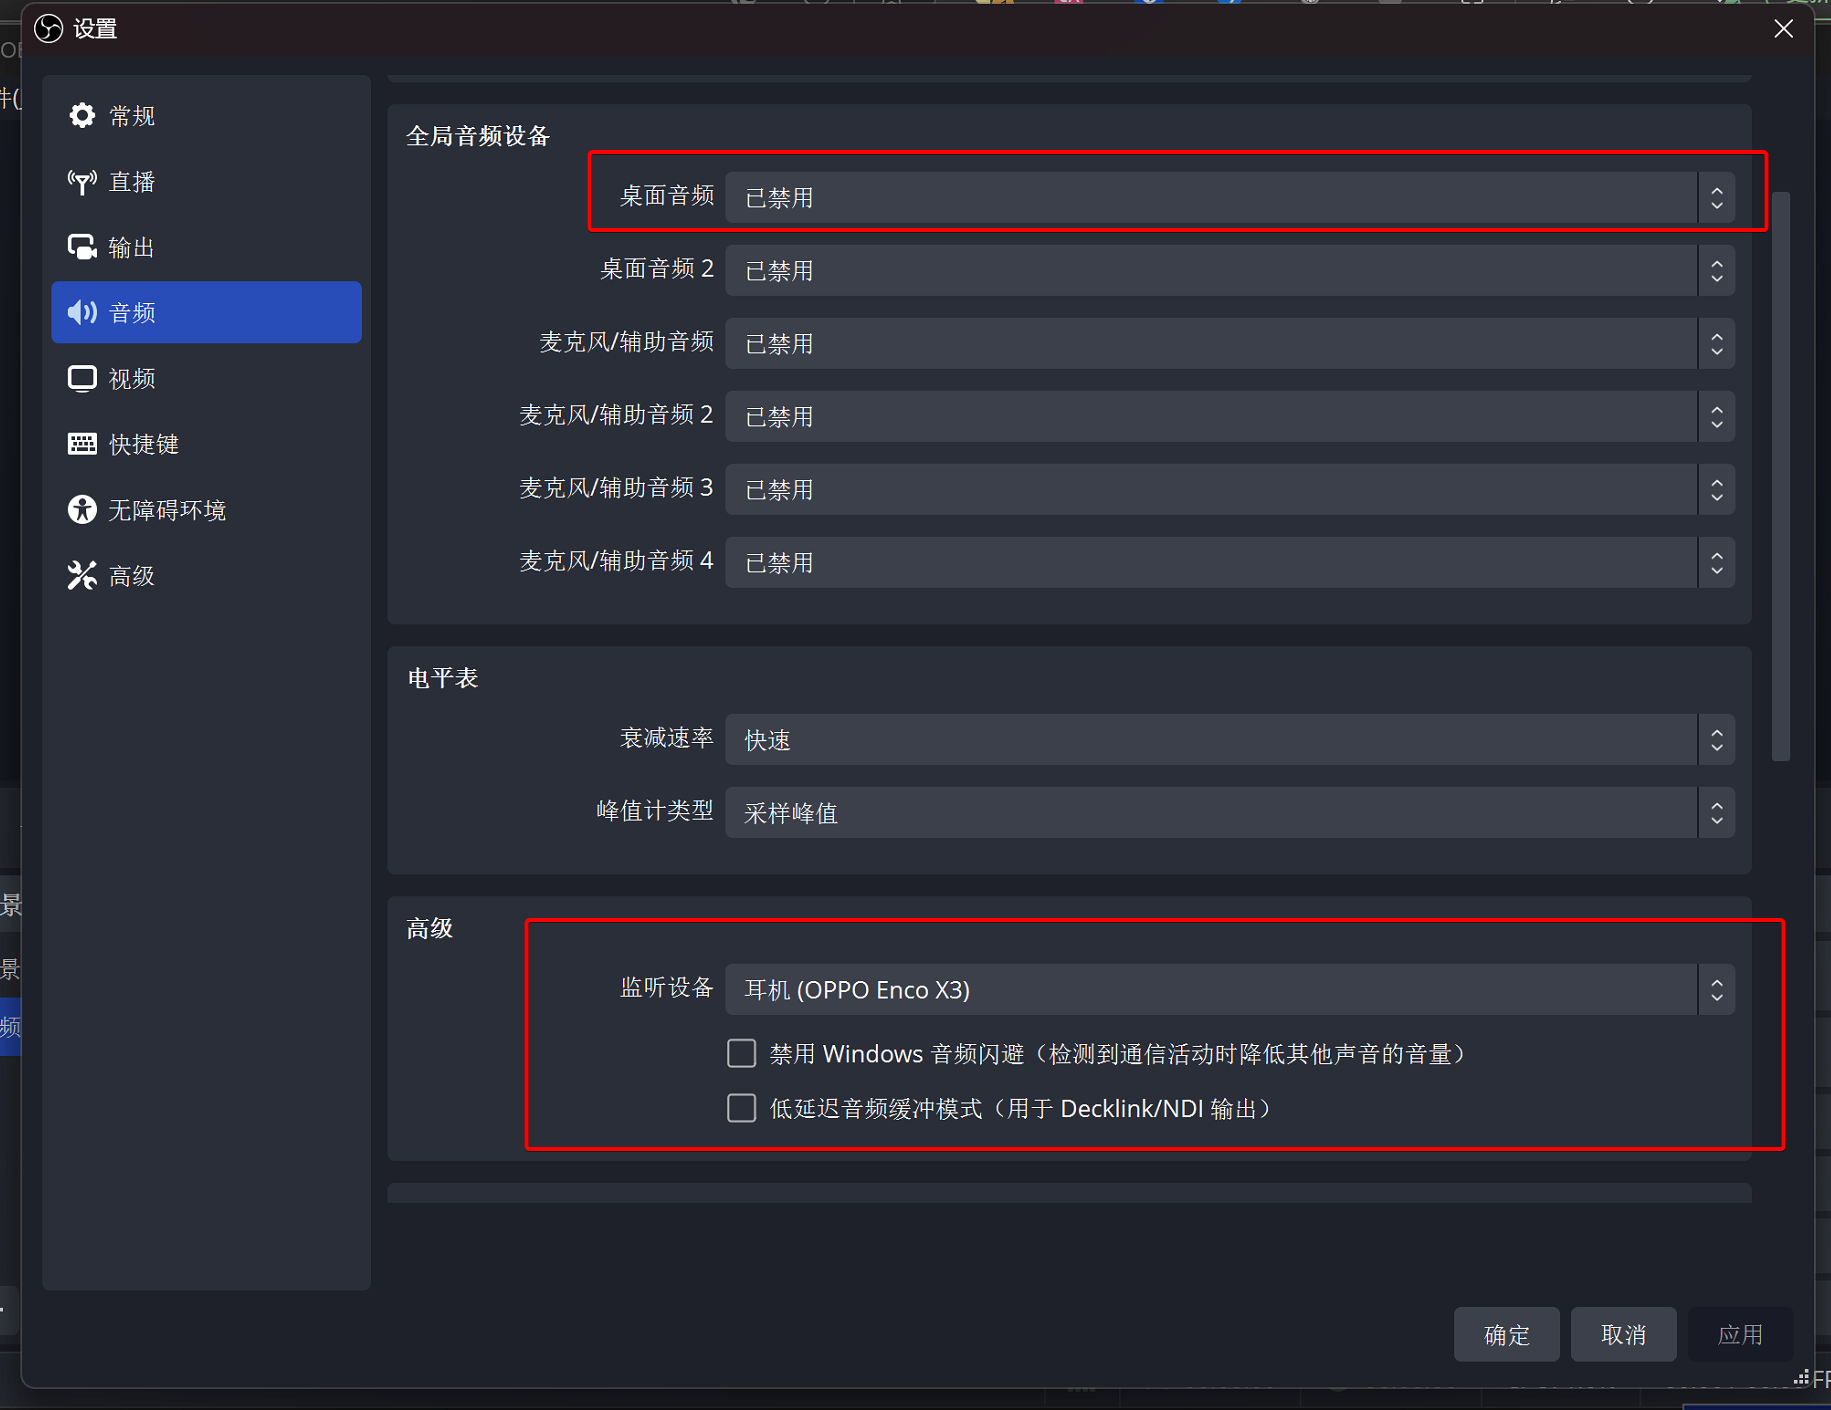 设置
件(
常规
直播
输出
音频
视频
快捷键
无障碍环境
高级
全局音频设备
桌面音频 已禁用
桌面音频 2 已禁用
麦克风/辅助音频 已禁用
麦克风/辅助音频 2 已禁用
麦克风/辅助音频 3 已禁用
麦克风/辅助音频 4 已禁用
电平表
衰减速率 快速
峰值计类型 采样峰值
高级
监听设备 耳机 (OPPO Enco X3)
禁用 Windows 音频闪避（检测到通信活动时降低其他声音的音量）
低延迟音频缓冲模式（用于 Decklink/NDI 输出）
景
景
频
确定 取消 应用